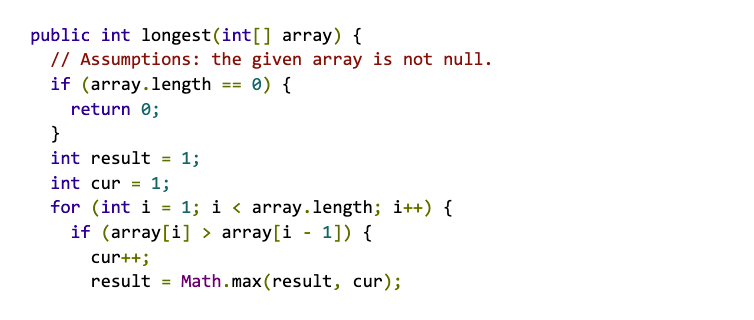 public int longest(int[] array) {
// Assumptions: the given array is not null.
if (array.length == 0) {
return 0;
}
int result = 1;
int cur = 1;
for (int i = 1; i < array.length; i++) {
if (array[i] > array[i - 1]) {
cur++;
result = Math.max(result, cur);